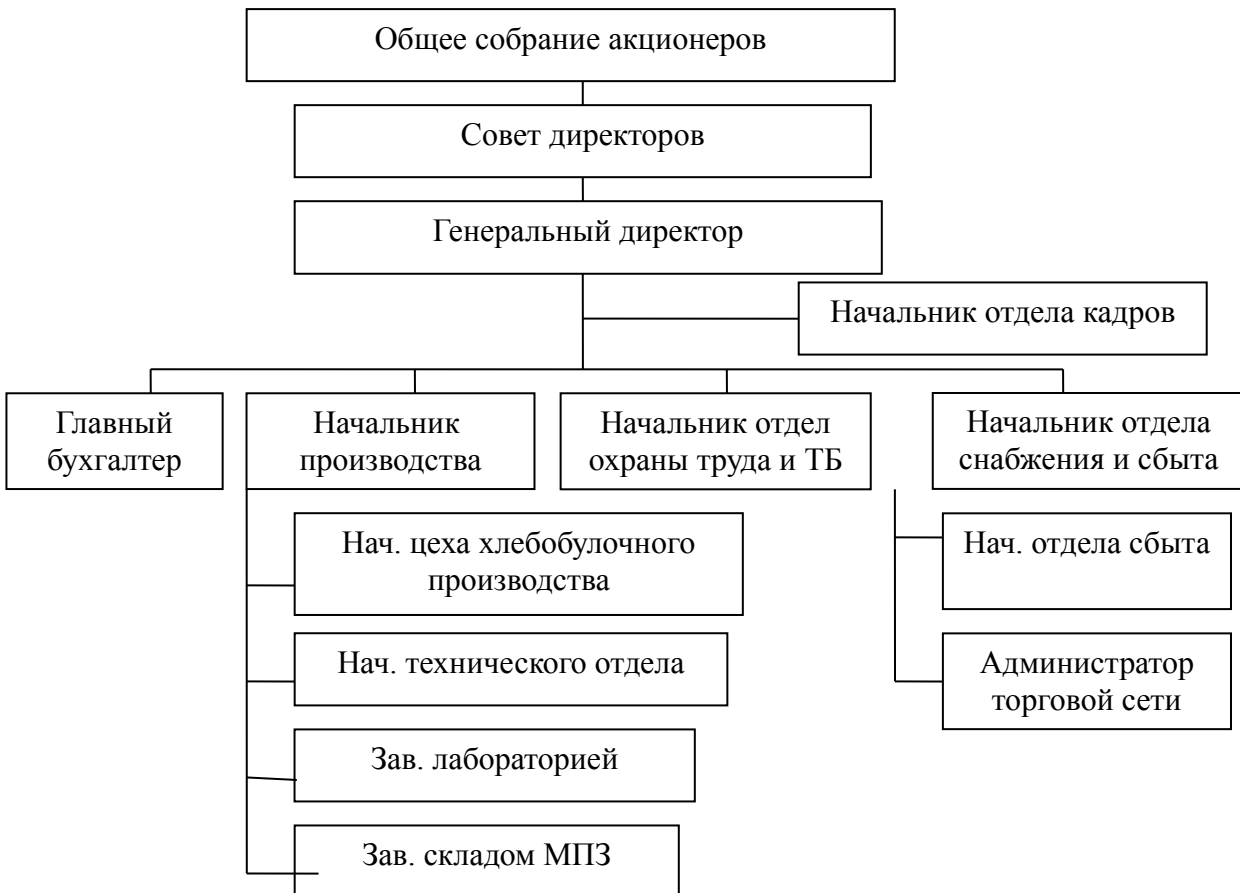 Общее собрание акционеров
Совет директоров
Генеральный директор
Начальник отдела кадров
Главный
бухгалтер
Начальник
производства
Начальник отдел
охраны труда и ТБ
Начальник отдела
снабжения и сбыта
Нач. цеха хлебобулочного
производства
Нач. технического отдела
Зав. лабораторией
Зав. складом МПЗ
Нач. отдела сбыта
Администратор
торговой сети